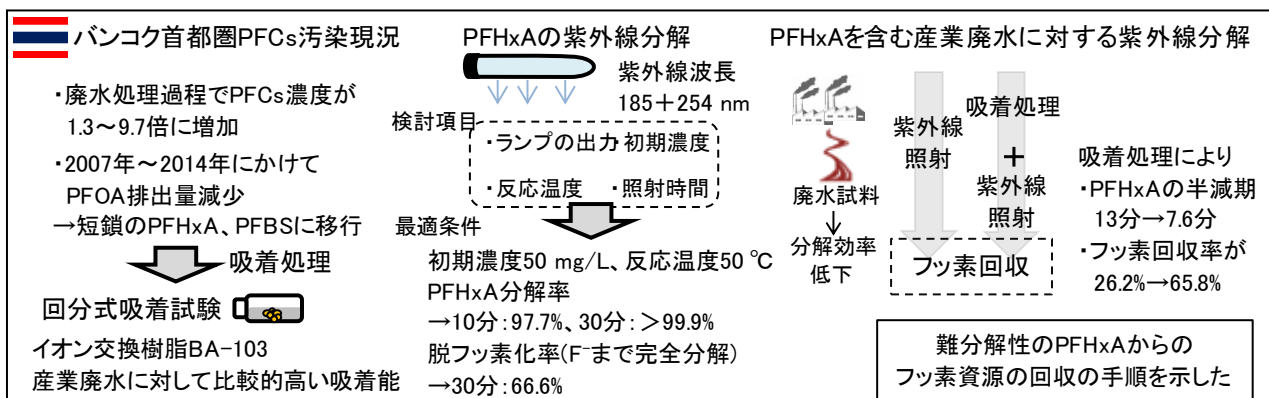 バンコク首都圏PFCs汚染現況
・廃水処理過程でPFCs濃度が
1.3~9.7倍に増加
・2007年~2014年にかけて
PFOA排出量減少
→短鎖のPFHxA、PFBSに移行
吸着処理
回分式吸着試験
イオン交換樹脂BA-103
産業廃水に対して比較的高い吸着能
PFHxAの紫外線分解
紫外線波長
185+254 nm
検討項目
・ランプの出力・初期濃度
・反応温度 ・照射時間
最適条件
初期濃度50 mg/L、反応温度50 ℃
PFHxA分解率
→10分:97.7%、30分:>99.9%
脱フッ素化率(F⁻まで完全分解)
→30分:66.6%
PFHxAを含む産業廃水に対する紫外線分解
廃水試料
↓
分解効率
低下
紫外線
照射
吸着処理
+
紫外線
照射
フッ素回収
吸着処理により
・PFHxAの半減期
13分→7.6分
・フッ素回収率が
26.2%→65.8%
難分解性のPFHxAからの
フッ素資源の回収の手順を示した